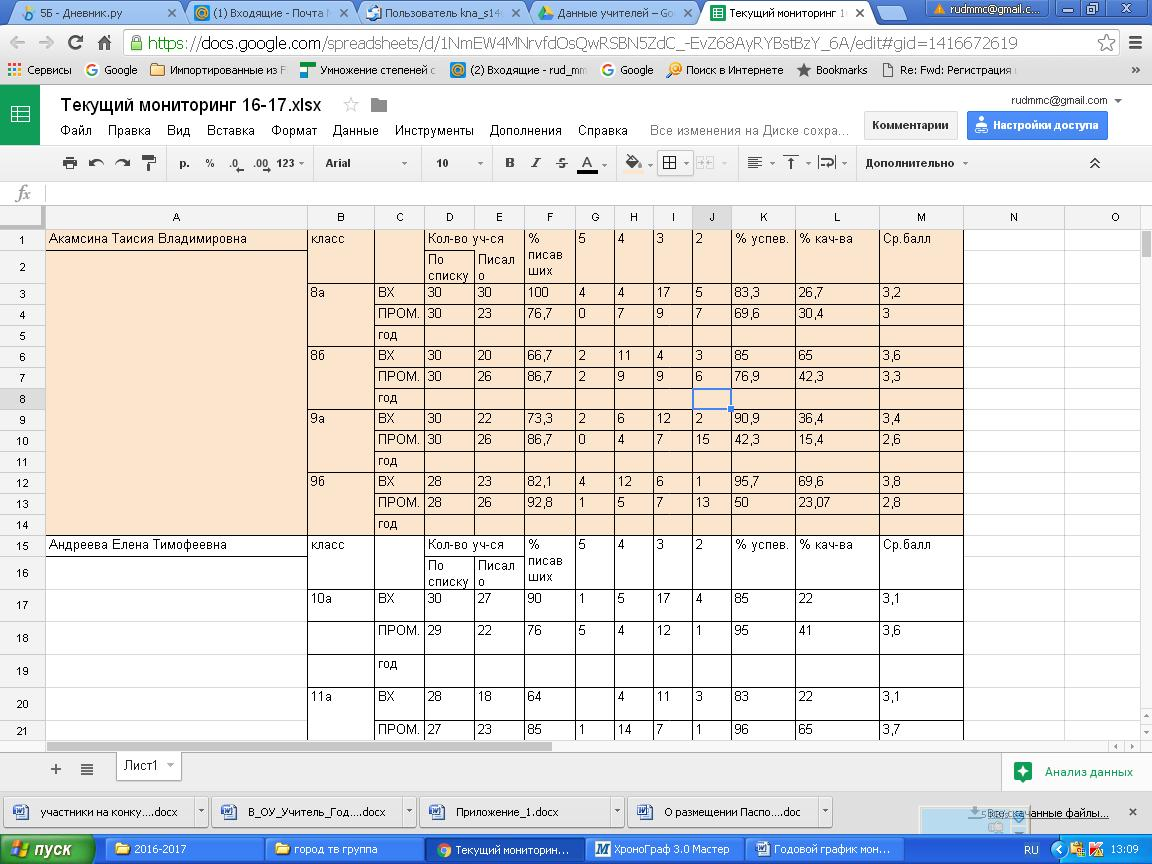 5Б - Дневник.ру
(1) Входящие - Почта
Пользователь kna_s14
Данные учителей – Go
Текущий мониторинг 1
rudmmc@gmail.c...
https://docs.google.com/spreadsheets/d/1NmEW4MNrvfdOsQwRSBN5ZdC_-EvZ68AyRYBstBzY_6A/edit#gid=1416672619
Сервисы Google Импортированные из Умножение степеней с (2) Входящие - rud_mm Google Поиск в Интернете Bookmarks Re: Fwd: Регистрация »
Текущий мониторинг 16-17.xlsx
rudmmc@gmail.com
Файл Правка Вид Вставка Формат Данные Инструменты Дополнения Справка Все изменения на Диске сохра...
Комментарии Настройки доступа
р. % .0 .00 123 Arial 10 B I S A Дополнительно
fx
A B C D E F G H I J K L M N O
1 Акамсина Таисия Владимировна класс Кол-во уч-ся % писав ших 5 4 3 2 % успев. % кач-ва Ср.балл
2 По списку Писал о
3 8а ВХ 30 30 100 4 4 17 5 83,3 26,7 3,2
4 ПРОМ. 30 23 76,7 0 7 9 7 69,6 30,4 3
5 год
6 8б ВХ 30 20 66,7 2 11 4 3 85 65 3,6
7 ПРОМ. 30 26 86,7 2 9 9 6 76,9 42,3 3,3
8 год
9 9а ВХ 30 22 73,3 2 6 12 2 90,9 36,4 3,4
10 ПРОМ. 30 26 86,7 0 4 7 15 42,3 15,4 2,6
11 год
12 9б ВХ 28 23 82,1 4 12 6 1 95,7 69,6 3,8
13 ПРОМ. 28 26 92,8 1 5 7 13 50 23,07 2,8
14 год
15 Андреева Елена Тимофеевна класс Кол-во уч-ся % писав ших 5 4 3 2 % успев. % кач-ва Ср.балл
16 По списку Писал о
17 10а ВХ 30 27 90 1 5 17 4 85 22 3,1
18 ПРОМ. 29 22 76 5 4 12 1 95 41 3,6
19 год
20 11а ВХ 28 18 64 4 11 3 83 22 3,1
21 ПРОМ. 27 23 85 1 14 7 1 96 65 3,7
Лист1
Анализ данных
участники на конку....docx
В_ОУ_Учитель_Год....docx
Приложение_1.docx
О размещении Паспо....doc
пуск
2016-2017
город тв группа
Текущий мониторин...
ХроноГраф 3.0 Мастер
Годовой график мон...
RU
13:09